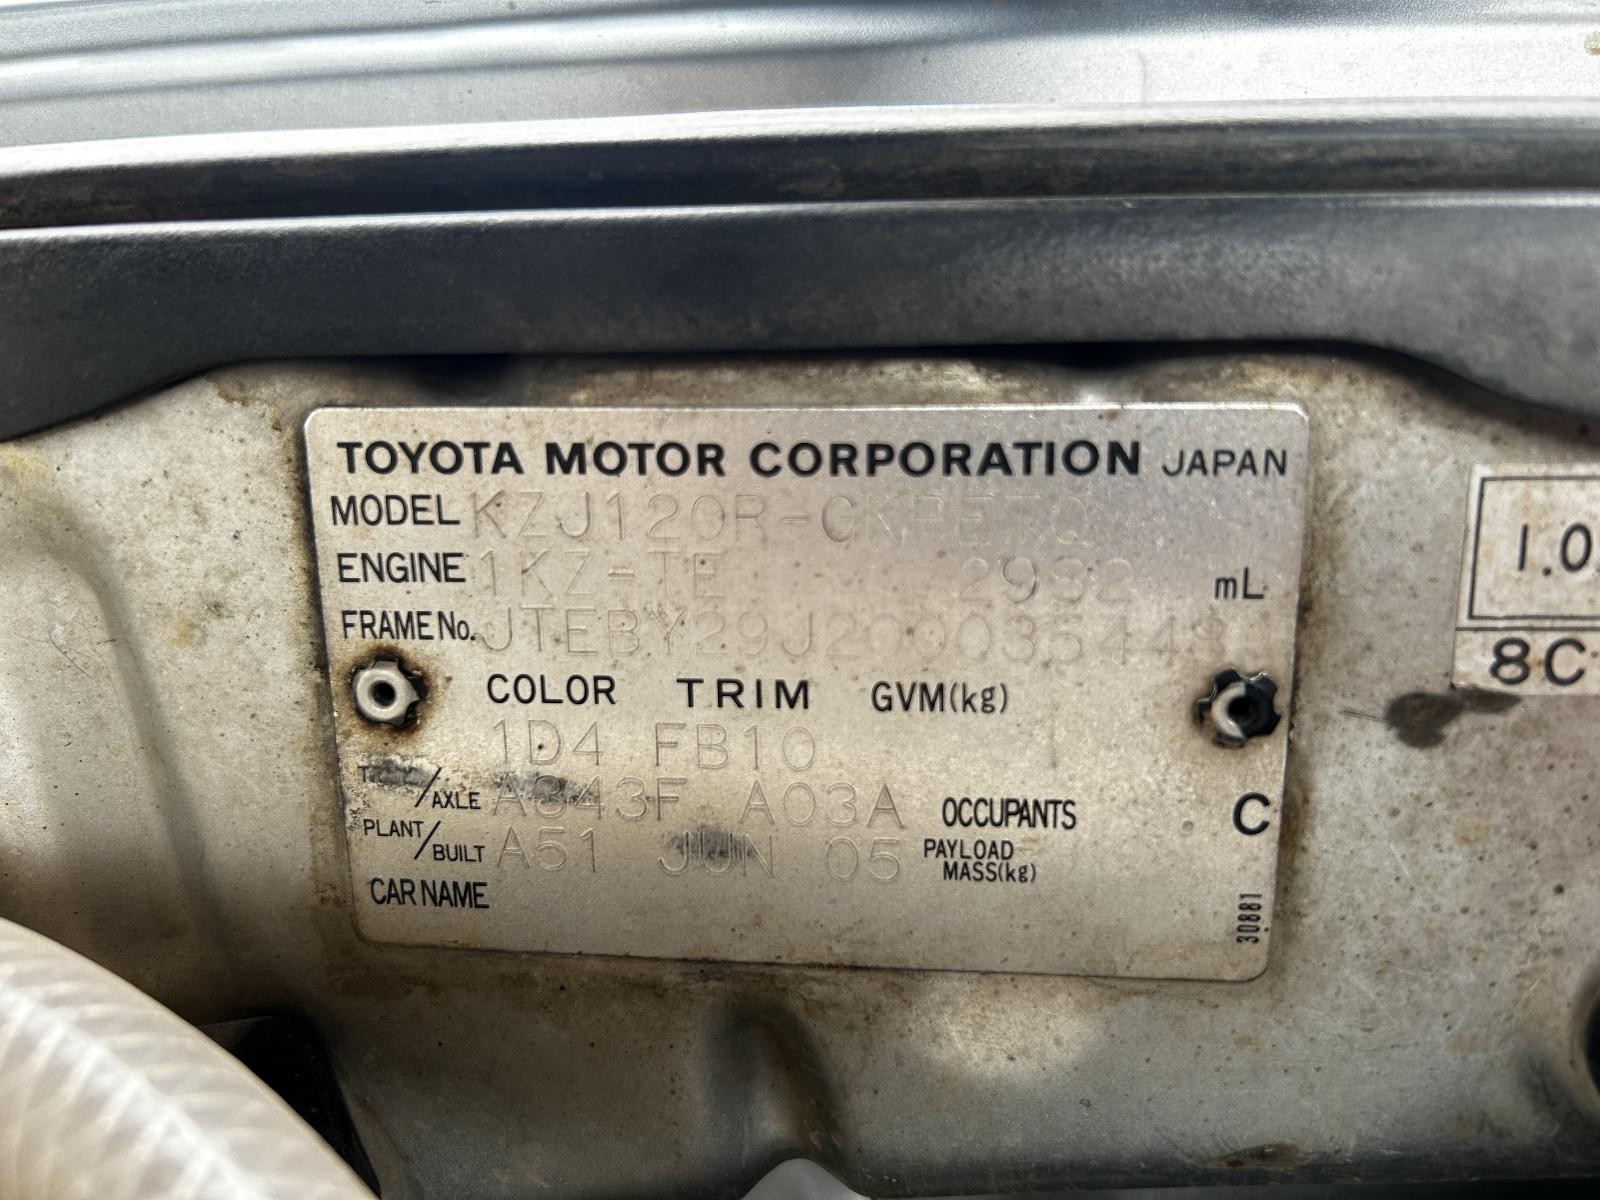 TOYOTA MOTOR CORPORATION JAPAN
MODEL KZJ120R-GKPETQ
ENGINE 1KZ-TE 2982 mL
FRAME No. JTEBY29J200035448
COLOR TRIM GVM(kg)
1D4 FB10
/AXLE A343F A03A OCCUPANTS C
PLANT/BUILT A51 JUN 05 PAYLOAD MASS(kg)
CAR NAME
30881
1.0
8C